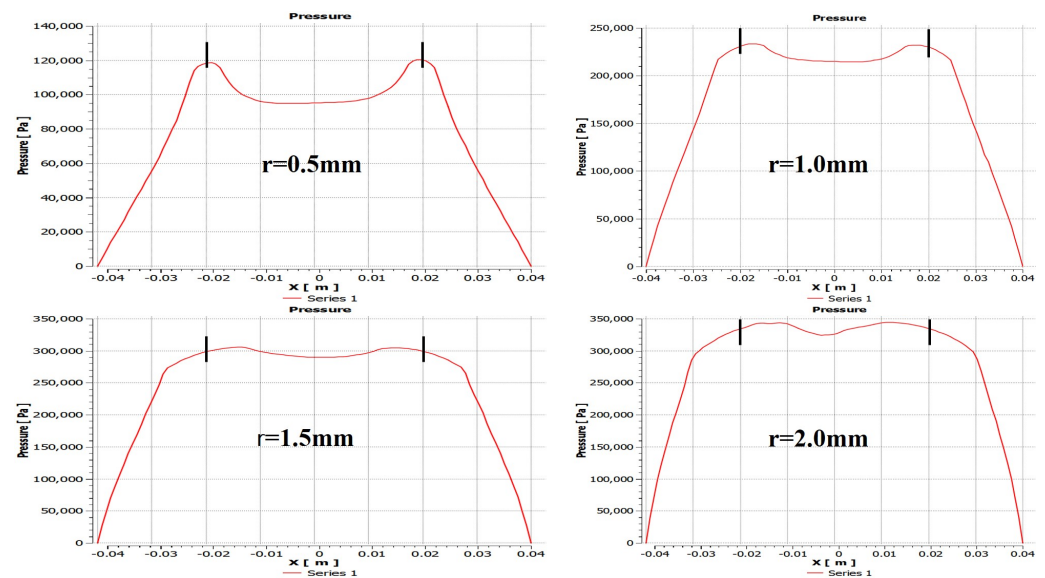 Pressure
140,000
120,000
100,000
80,000
60,000
40,000
20,000
0
Pressure [ Pa ]
r=0.5mm
-0.04 -0.03 -0.02 -0.01 0 0.01 0.02 0.03 0.04
X [ m ]
Series 1
Pressure
250,000
200,000
150,000
100,000
50,000
0
Pressure [ Pa ]
r=1.0mm
-0.04 -0.03 -0.02 -0.01 0 0.01 0.02 0.03 0.04
X [ m ]
Series 1
Pressure
350,000
300,000
250,000
200,000
150,000
100,000
50,000
0
Pressure [ Pa ]
r=1.5mm
-0.04 -0.03 -0.02 -0.01 0 0.01 0.02 0.03 0.04
X [ m ]
Series 1
Pressure
350,000
300,000
250,000
200,000
150,000
100,000
50,000
0
Pressure [ Pa ]
r=2.0mm
-0.04 -0.03 -0.02 -0.01 0 0.01 0.02 0.03 0.04
X [ m ]
Series 1